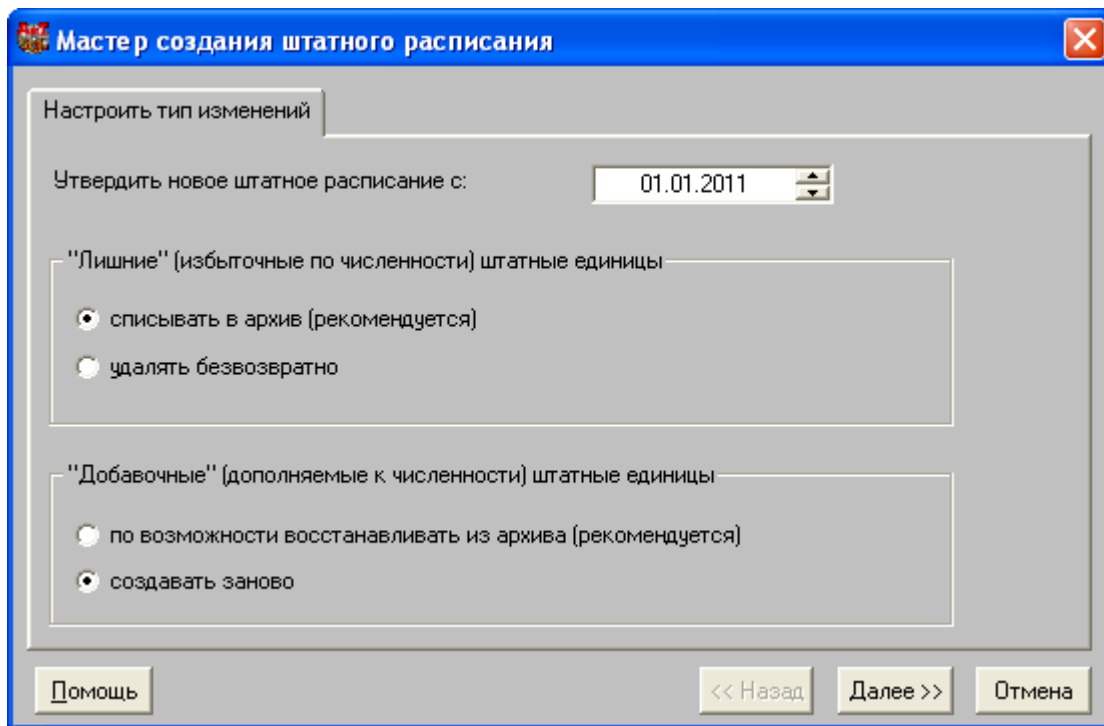 Мастер создания штатного расписания
Настроить тип изменений
Утвердить новое штатное расписание с: 01.01.2011
"Лишние" (избыточные по численности) штатные единицы
списывать в архив (рекомендуется)
удалять безвозвратно
"Добавочные" (дополняемые к численности) штатные единицы
по возможности восстанавливать из архива (рекомендуется)
создавать заново
Помощь << Назад Далее >> Отмена